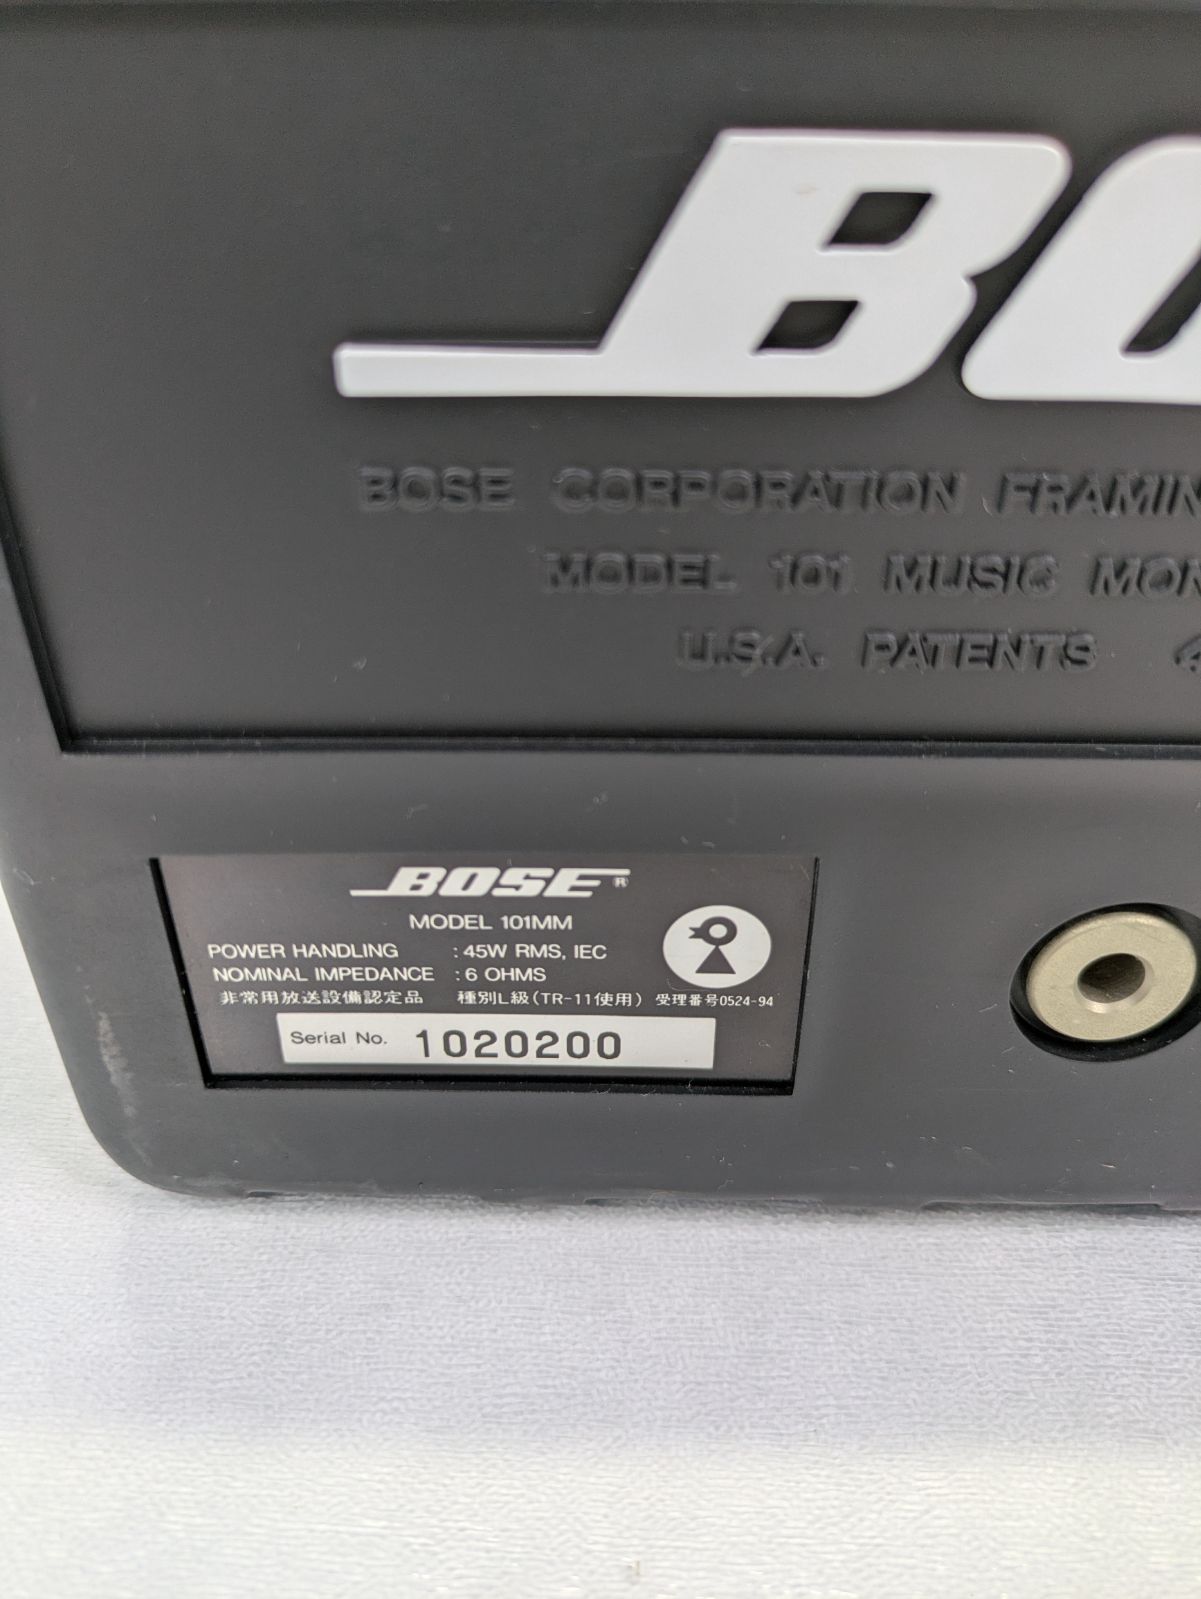 BOSE
BOSE CORPORATION FRAMIN
MODEL 101 MUSIC MON
U.S.A. PATENTS 4
BOSE®
MODEL 101MM
POWER HANDLING : 45W RMS, IEC
NOMINAL IMPEDANCE : 6 OHMS
非常用放送設備認定品 種別L級(TR-11使用) 受理番号0524-94
Serial No. 1020200